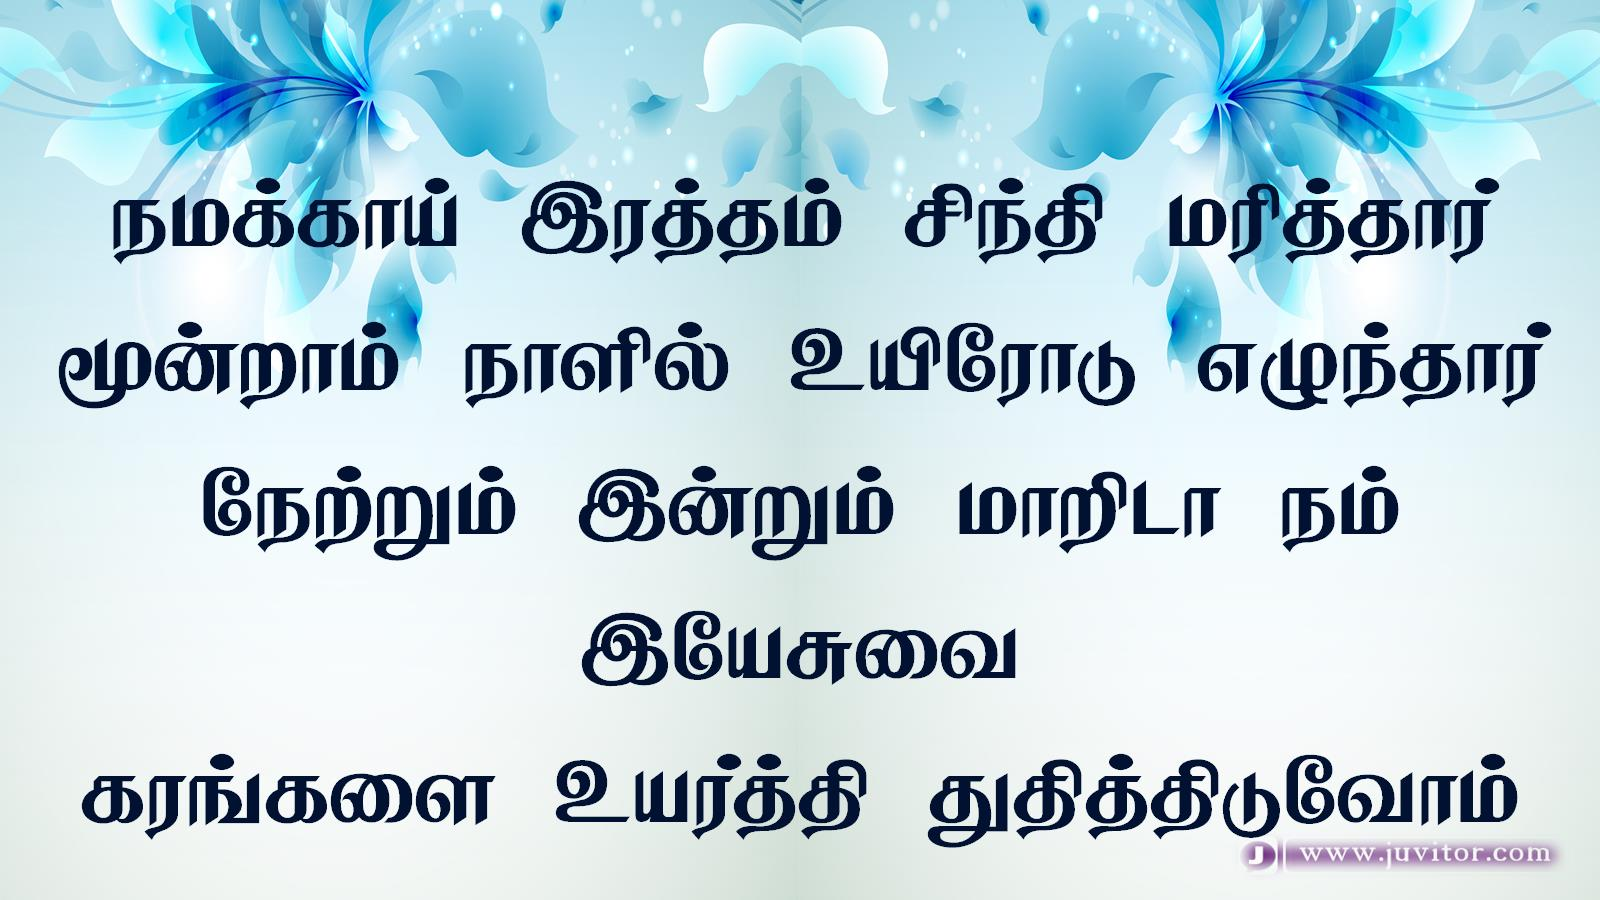 நமக்காய் இரத்தம் சிந்தி மரித்தார்
மூன்றாம் நாளில் உயிரோடு எழுந்தார்
நேற்றும் இன்றும் மாறிடா நம்
இயேசுவை
கரங்களை உயர்த்தி துதித்திடுவோம்
J www.juvitor.com